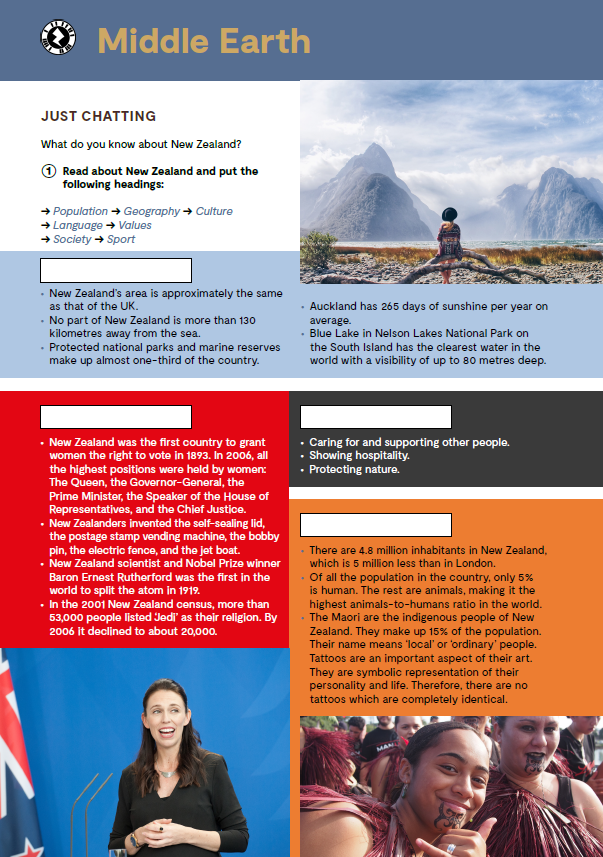 Middle Earth
JUST CHATTING
What do you know about New Zealand?
1 Read about New Zealand and put the
following headings:
→ Population → Geography → Culture
→ Language → Values
→ Society → Sport
• New Zealand's area is approximately the same
as that of the UK.
• No part of New Zealand is more than 130
kilometres away from the sea.
• Protected national parks and marine reserves
make up almost one-third of the country.
• Auckland has 265 days of sunshine per year on
average.
• Blue Lake in Nelson Lakes National Park on
the South Island has the clearest water in the
world with a visibility of up to 80 metres deep.
• New Zealand was the first country to grant
women the right to vote in 1893. In 2006, all
the highest positions were held by women:
The Queen, the Governor-General, the
Prime Minister, the Speaker of the House of
Representatives, and the Chief Justice.
• New Zealanders invented the self-sealing lid,
the postage stamp vending machine, the bobby
pin, the electric fence, and the jet boat.
• New Zealand scientist and Nobel Prize winner
Baron Ernest Rutherford was the first in the
world to split the atom in 1919.
• In the 2001 New Zealand census, more than
53,000 people listed 'Jedi' as their religion. By
2006 it declined to about 20,000.
• Caring for and supporting other people.
• Showing hospitality.
• Protecting nature.
• There are 4.8 million inhabitants in New Zealand,
which is 5 million less than in London.
• Of all the population in the country, only 5%
is human. The rest are animals, making it the
highest animals-to-humans ratio in the world.
• The Maori are the indigenous people of New
Zealand. They make up 15% of the population.
Their name means 'local' or 'ordinary' people.
Tattoos are an important aspect of their art.
They are symbolic representation of their
personality and life. Therefore, there are no
tattoos which are completely identical.